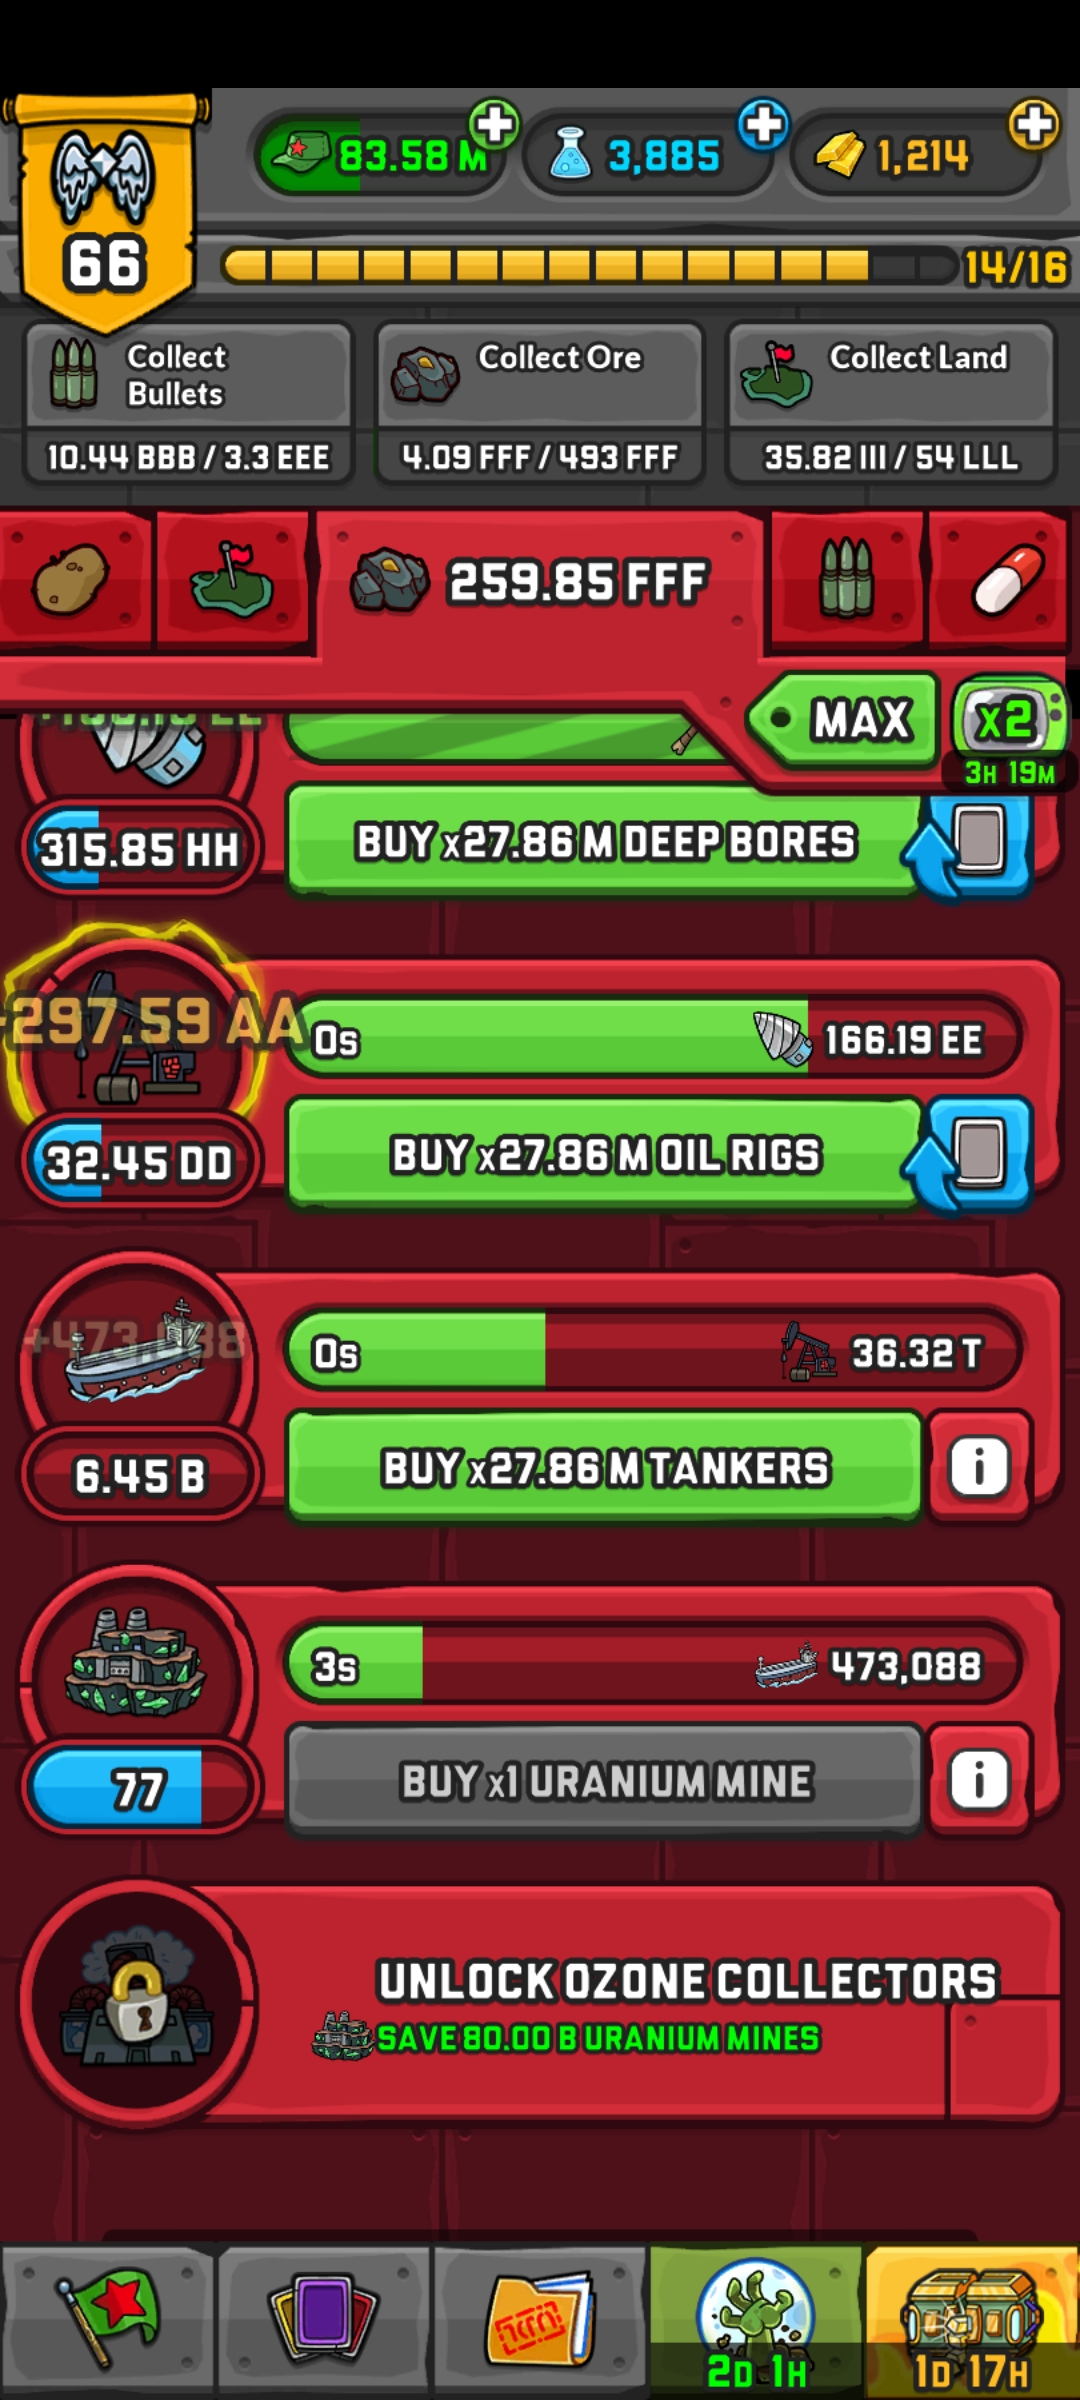 83.58 M
3,885
1,214
66
14/16
Collect
Bullets
Collect Ore
Collect Land
10.44 BBB / 3.3 EEE
4.09 FFF / 493 FFF
35.82 III / 54 LLL
259.85 FFF
MAX
x2
3H 19M
315.85 HH
BUY x27.86 M DEEP BORES
297.59 AA
0s
166.19 EE
32.45 DD
BUY x27.86 M OIL RIGS
+473,088
0s
36.32 T
6.45 B
BUY x27.86 M TANKERS
3s
473,088
77
BUY x1 URANIUM MINE
UNLOCK OZONE COLLECTORS
SAVE 80.00 B URANIUM MINES
2D 1H
1D 17H